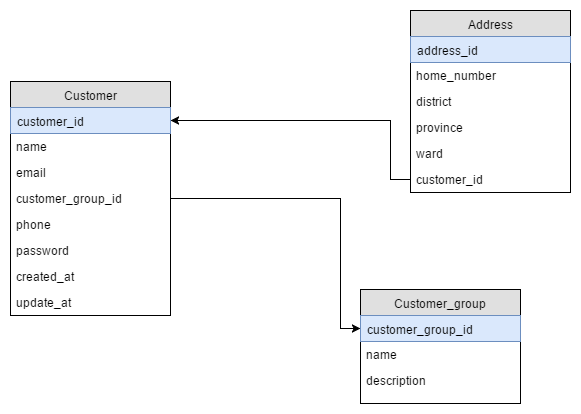 Address
address_id
home_number
district
province
ward
customer_id
Customer
customer_id
name
email
customer_group_id
phone
password
created_at
update_at
Customer_group
customer_group_id
name
description